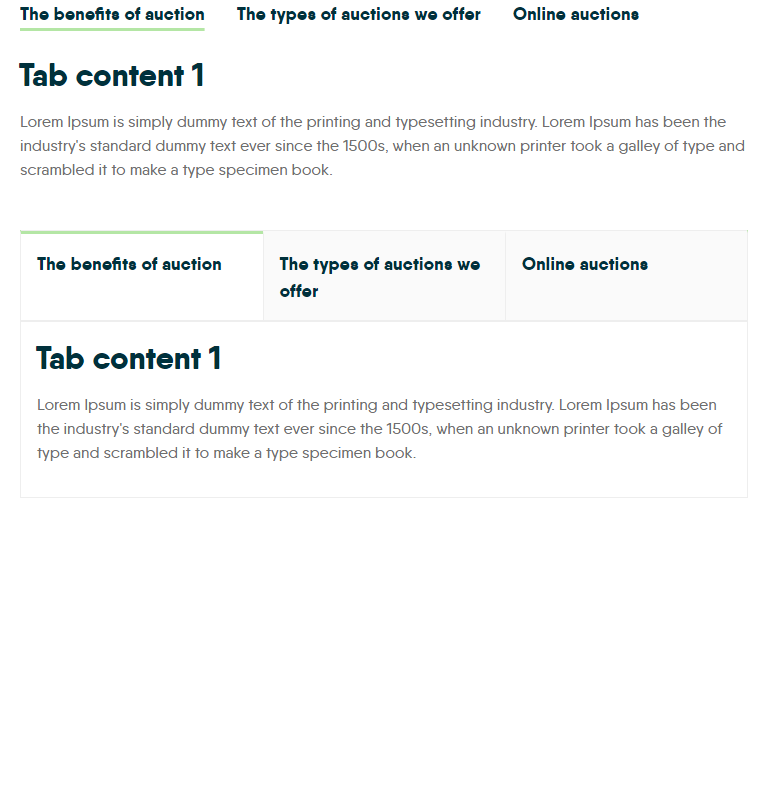 The benefits of auction The types of auctions we offer Online auctions
Tab content 1
Lorem Ipsum is simply dummy text of the printing and typesetting industry. Lorem Ipsum has been the
industry's standard dummy text ever since the 1500s, when an unknown printer took a galley of type and
scrambled it to make a type specimen book.
The benefits of auction
The types of auctions we
offer
Online auctions
Tab content 1
Lorem Ipsum is simply dummy text of the printing and typesetting industry. Lorem Ipsum has been
the industry's standard dummy text ever since the 1500s, when an unknown printer took a galley of
type and scrambled it to make a type specimen book.